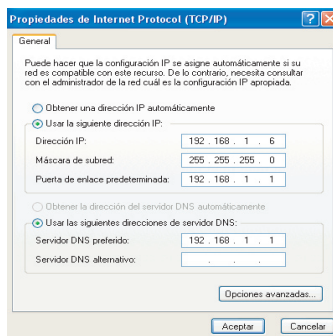 Propiedades de Internet Protocol (TCP/IP)
General
Puede hacer que la configuración IP se asigne automáticamente si su
red es compatible con este recurso. De lo contrario, necesita consultar
con el administrador de la red cuál es la configuración IP apropiada.
Obtener una dirección IP automáticamente
Usar la siguiente dirección IP:
Dirección IP: 192 . 168 . 1 . 6
Máscara de subred: 255 . 255 . 255 . 0
Puerta de enlace predeterminada: 192 . 168 . 1 . 1
Obtener la dirección del servidor DNS automáticamente
Usar las siguientes direcciones de servidor DNS:
Servidor DNS preferido: 192 . 168 . 1 . 1
Servidor DNS alternativo: . . .
Opciones avanzadas...
Aceptar Cancelar